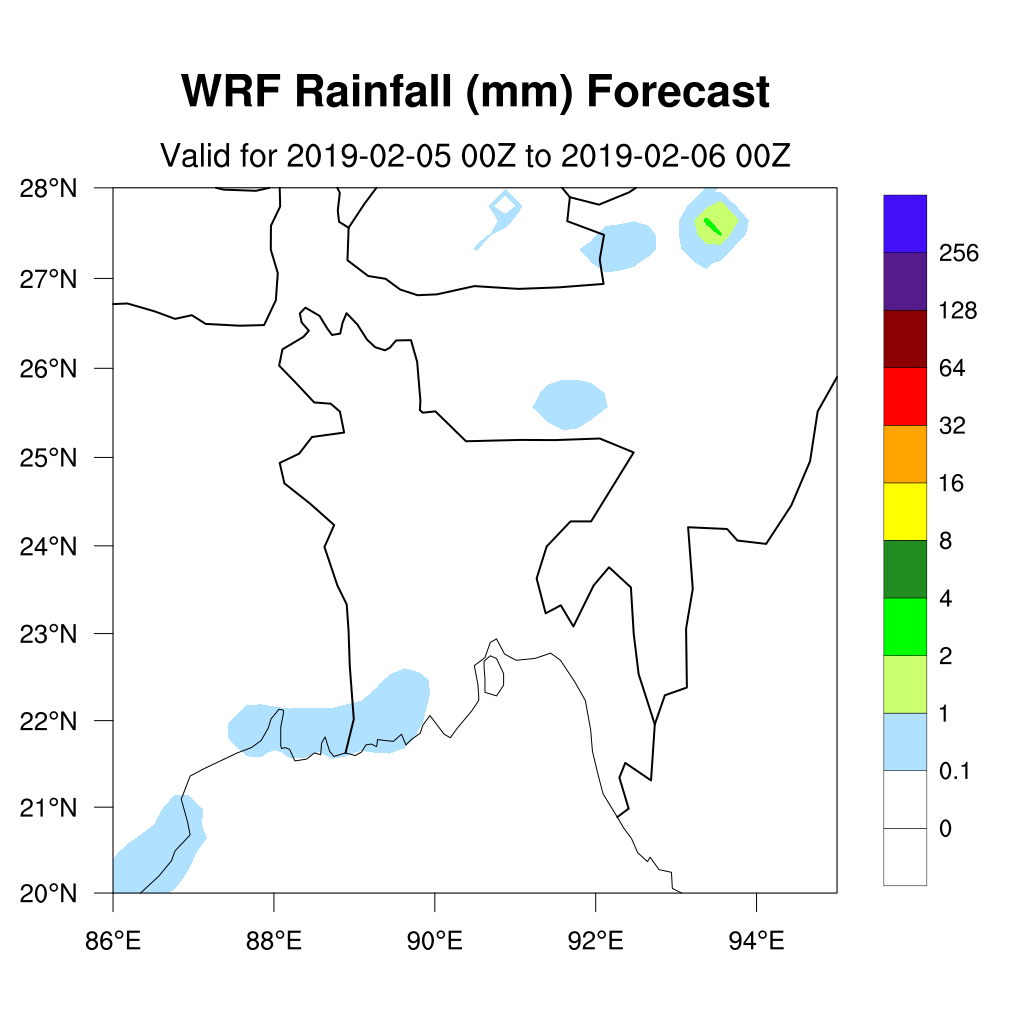 WRF Rainfall (mm) Forecast
Valid for 2019-02-05 00Z to 2019-02-06 00Z
28°N
27°N
26°N
25°N
24°N
23°N
22°N
21°N
20°N
86°E 88°E 90°E 92°E 94°E
256
128
64
32
16
8
4
2
1
0.1
0